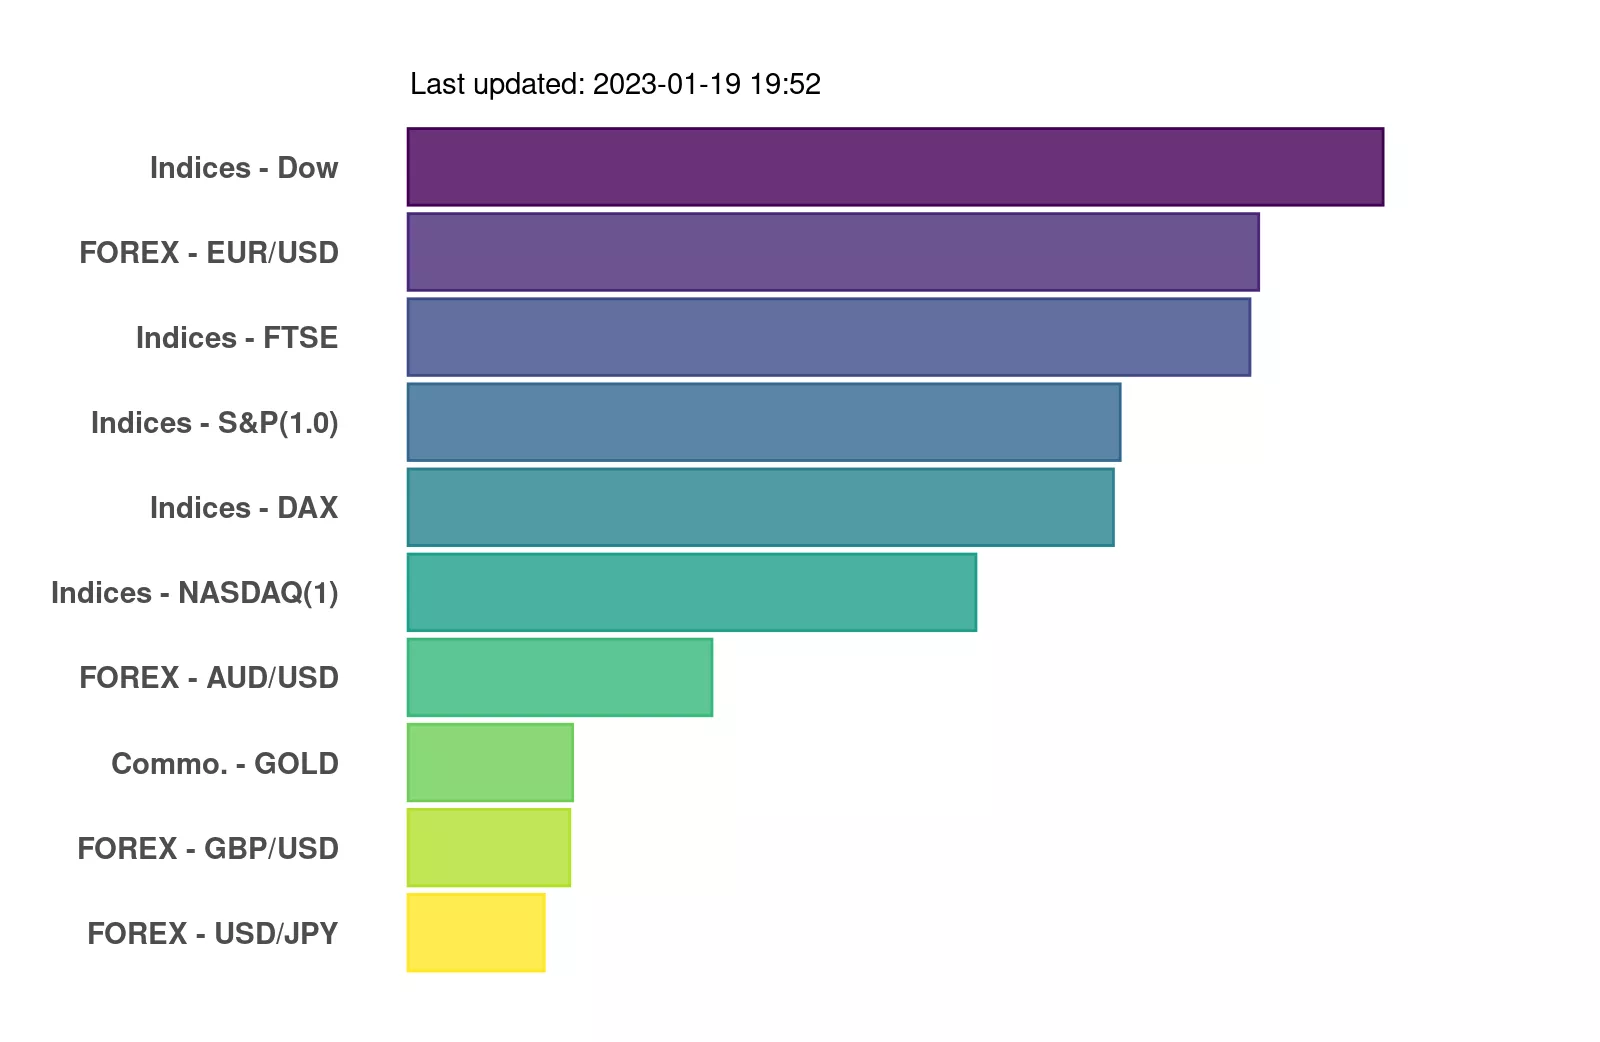 Last updated: 2023-01-19 19:52
Indices - Dow
FOREX - EUR/USD
Indices - FTSE
Indices - S&P(1.0)
Indices - DAX
Indices - NASDAQ(1)
FOREX - AUD/USD
Commo. - GOLD
FOREX - GBP/USD
FOREX - USD/JPY